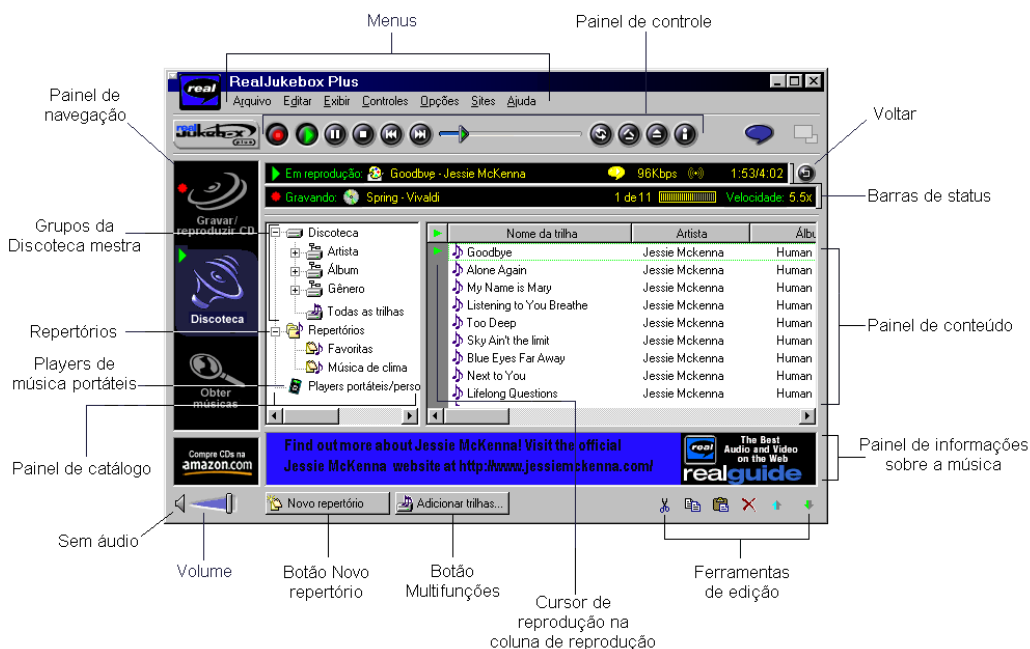 Menus
Painel de controle
RealJukebox Plus
Arquivo Editar Exibir Controles Opções Sites Ajuda
real
Painel de
navegação
Voltar
real
jukebox
plus
Em reprodução: Goodbye - Jessie McKenna 96Kbps 1:53/4:02
Gravando: Spring - Vivaldi 1 de 11 Velocidade: 5.5x
Barras de status
Gravar/
reproduzir CD
Grupos da
Discoteca mestra
Discoteca
Artista
Álbum
Gênero
Todas as trilhas
Repertórios
Favoritas
Música de clima
Players portáteis/perso
Nome da trilha Artista Álbu
Goodbye Jessie Mckenna Human
Alone Again Jessie Mckenna Human
My Name is Mary Jessie Mckenna Human
Listening to You Breathe Jessie Mckenna Human
Too Deep Jessie Mckenna Human
Sky Ain't the limit Jessie Mckenna Human
Blue Eyes Far Away Jessie Mckenna Human
Next to You Jessie Mckenna Human
Lifelong Questions Jessie Mckenna Human
Discoteca
Repertórios
Players de
música portáteis
Painel de conteúdo
Obter
músicas
Painel de catálogo
Compre CDs na
amazon.com
Find out more about Jessie McKenna! Visit the official
Jessie McKenna website at http://www.jessiemckenna.com/
real
The Best
Audio and Video
on the Web
realguide
Painel de informações
sobre a música
Novo repertório
Adicionar trilhas...
Sem áudio
Volume
Botão Novo
repertório
Botão
Multifunções
Cursor de
reprodução na
coluna de reprodução
Ferramentas
de edição